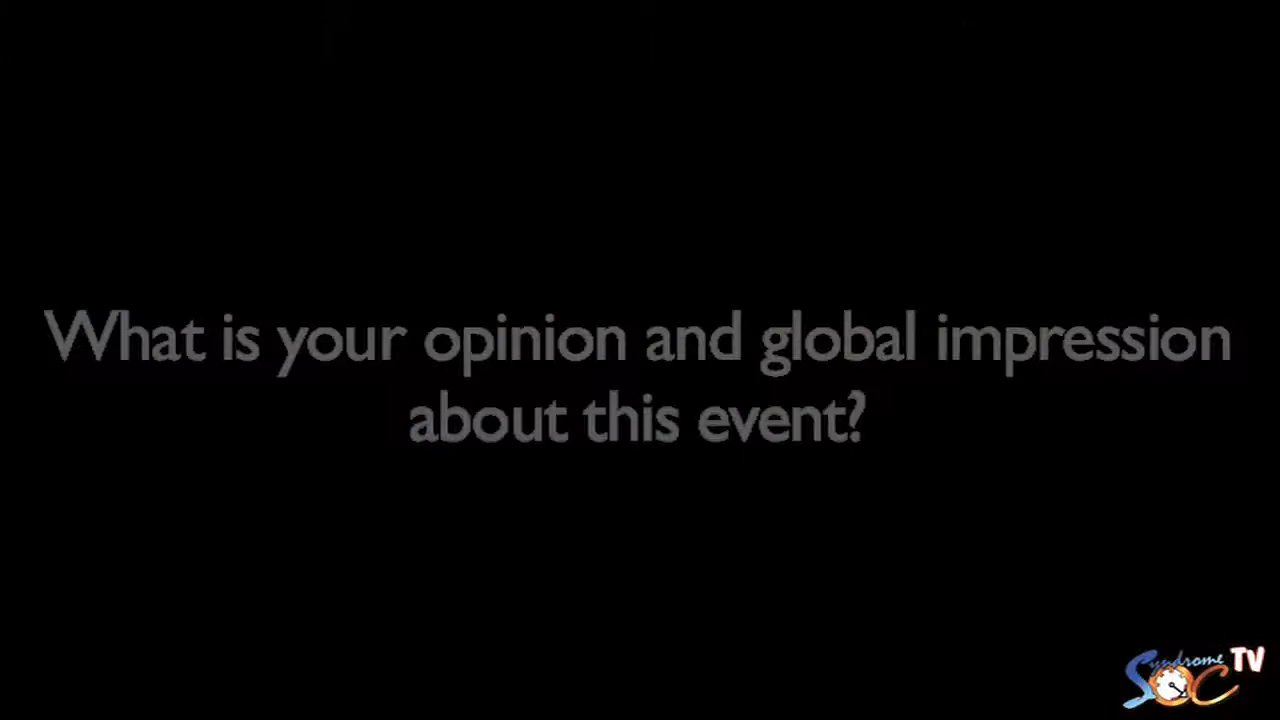 What is your opinion and global impression
about this event?
Syndrome TV
SOC